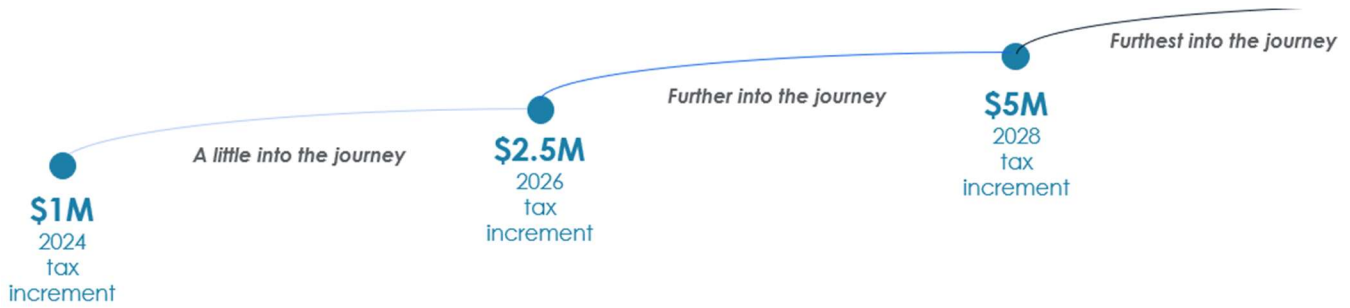 $1M
2024
tax
increment
A little into the journey
$2.5M
2026
tax
increment
Further into the journey
$5M
2028
tax
increment
Furthest into the journey